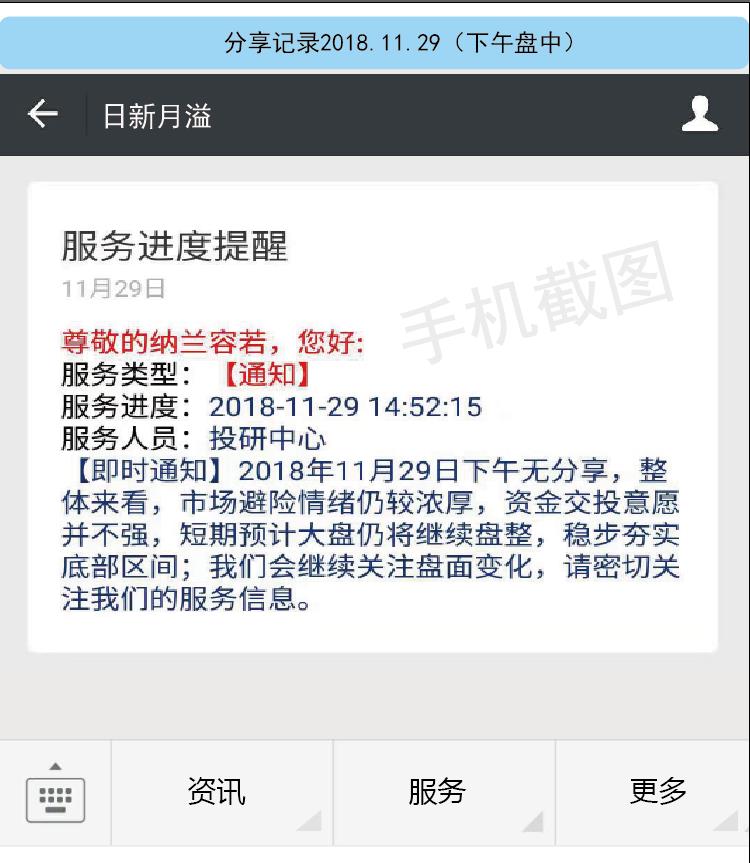 分享记录2018.11.29（下午盘中）
日新月溢
服务进度提醒
11月29日
手机截图
尊敬的纳兰容若，您好:
服务类型：【通知】
服务进度：2018-11-29 14:52:15
服务人员：投研中心
【即时通知】2018年11月29日下午无分享，整
体来看，市场避险情绪仍较浓厚，资金交投意愿
并不强，短期预计大盘仍将继续盘整，稳步夯实
底部区间；我们会继续关注盘面变化，请密切关
注我们的服务信息。
资讯
服务
更多